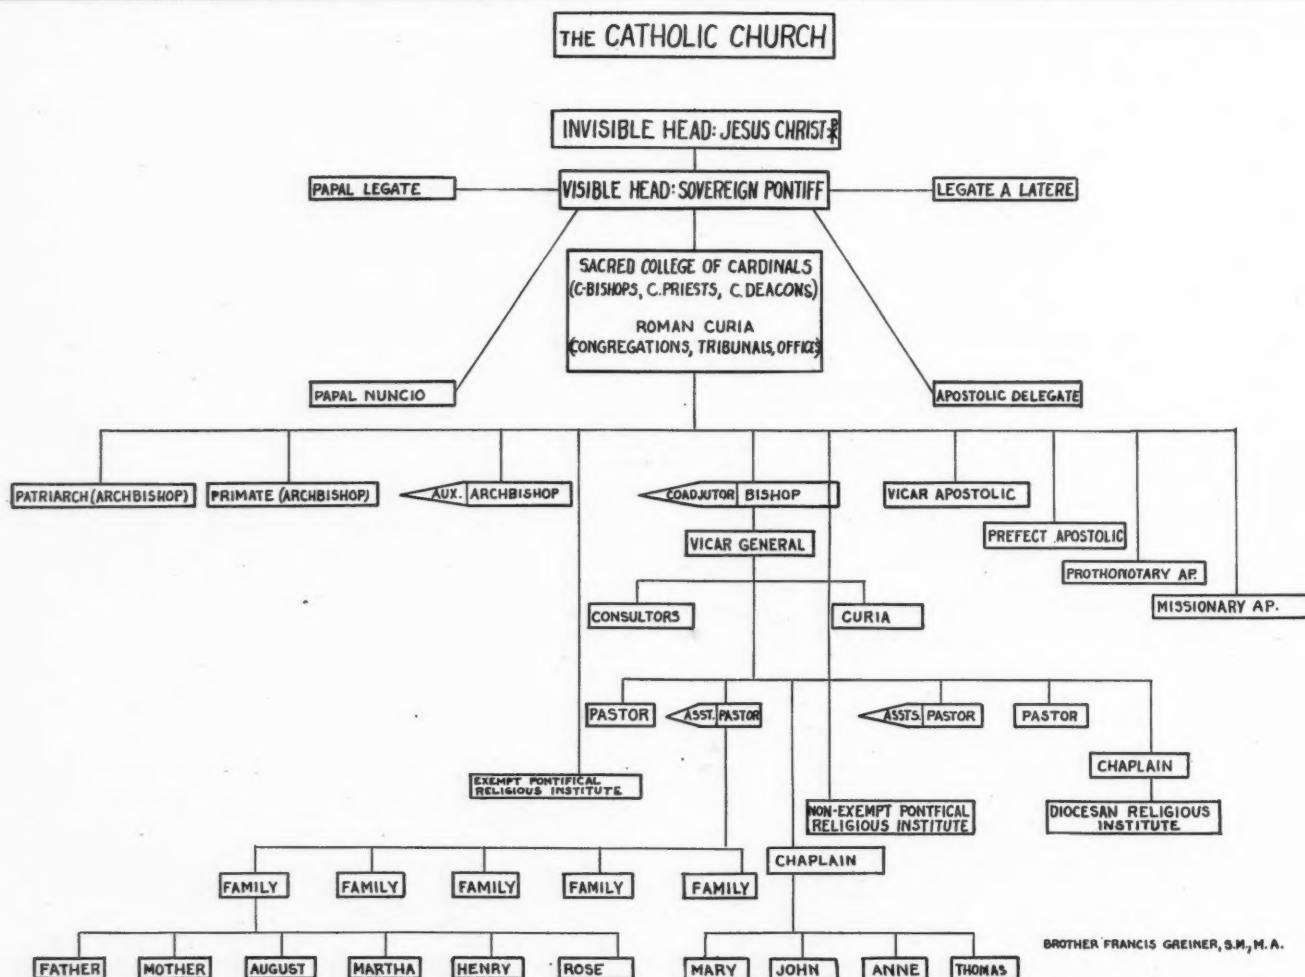 THE CATHOLIC CHURCH
INVISIBLE HEAD: JESUS CHRIST
PAPAL LEGATE
VISIBLE HEAD: SOVEREIGN PONTIFF
LEGATE A LATERE
SACRED COLLEGE OF CARDINALS
(C-BISHOPS, C. PRIESTS, C. DEACONS)
ROMAN CURIA
(CONGREGATIONS, TRIBUNALS, OFFICES)
PAPAL NUNCIO
APOSTOLIC DELEGATE
PATRIARCH (ARCHBISHOP)
PRIMATE (ARCHBISHOP)
AUX. ARCHBISHOP
COADJUTOR BISHOP
VICAR APOSTOLIC
VICAR GENERAL
PREFECT APOSTOLIC
PROTHONOTARY AP.
MISSIONARY AP.
CONSULTORS
CURIA
PASTOR
ASST. PASTOR
ASSTS. PASTOR
PASTOR
CHAPLAIN
EXEMPT PONTIFICAL
RELIGIOUS INSTITUTE
NON-EXEMPT PONTFICAL
RELIGIOUS INSTITUTE
DIOCESAN RELIGIOUS
INSTITUTE
CHAPLAIN
FAMILY
FAMILY
FAMILY
FAMILY
FAMILY
BROTHER FRANCIS GREINER, S.M., M.A.
FATHER
MOTHER
AUGUST
MARTHA
HENRY
ROSE
MARY
JOHN
ANNE
THOMAS